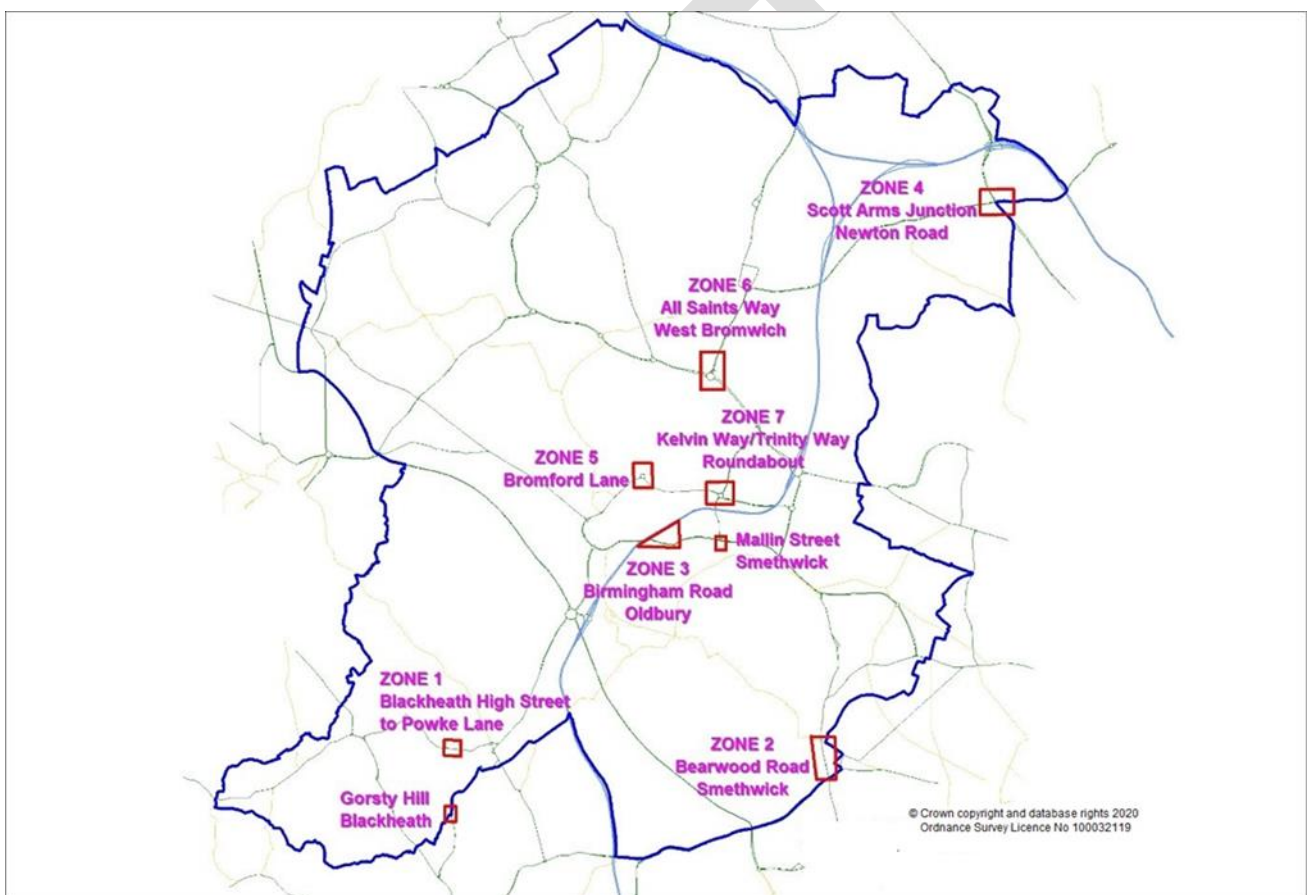 ZONE 4
Scott Arms Junction
Newton Road
ZONE 6
All Saints Way
West Bromwich
ZONE 7
Kelvin Way/Trinity Way
Roundabout
ZONE 5
Bromford Lane
Mallin Street
Smethwick
ZONE 3
Birmingham Road
Oldbury
ZONE 1
Blackheath High Street
to Powke Lane
ZONE 2
Bearwood Road
Smethwick
Gorsty Hill
Blackheath
© Crown copyright and database rights 2020
Ordnance Survey Licence No 100032119